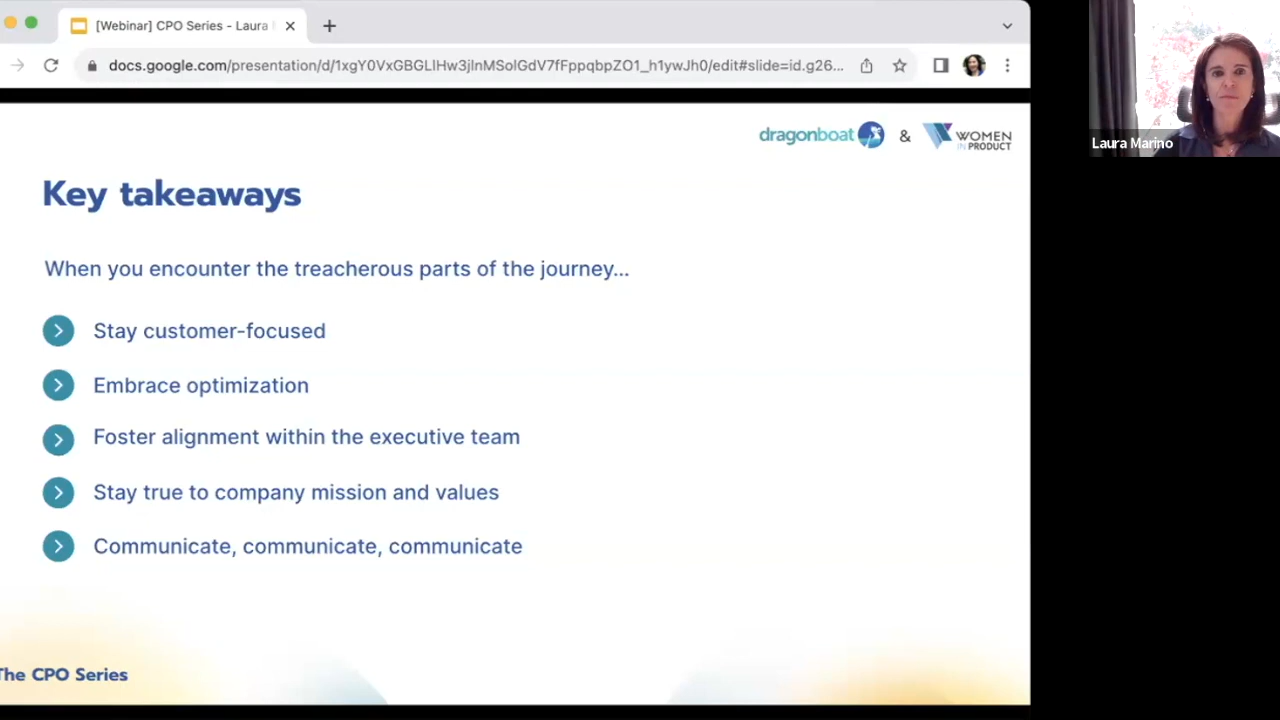 [Webinar] CPO Series - Laura
docs.google.com/presentation/d/1xgY0VxGBGLlHw3jlnMSolGdV7fFppqbpZO1_h1ywJh0/edit#slide=id.g26...
dragonboat & WOMEN IN PRODUCT
Laura Marino
Key takeaways
When you encounter the treacherous parts of the journey...
Stay customer-focused
Embrace optimization
Foster alignment within the executive team
Stay true to company mission and values
Communicate, communicate, communicate
The CPO Series